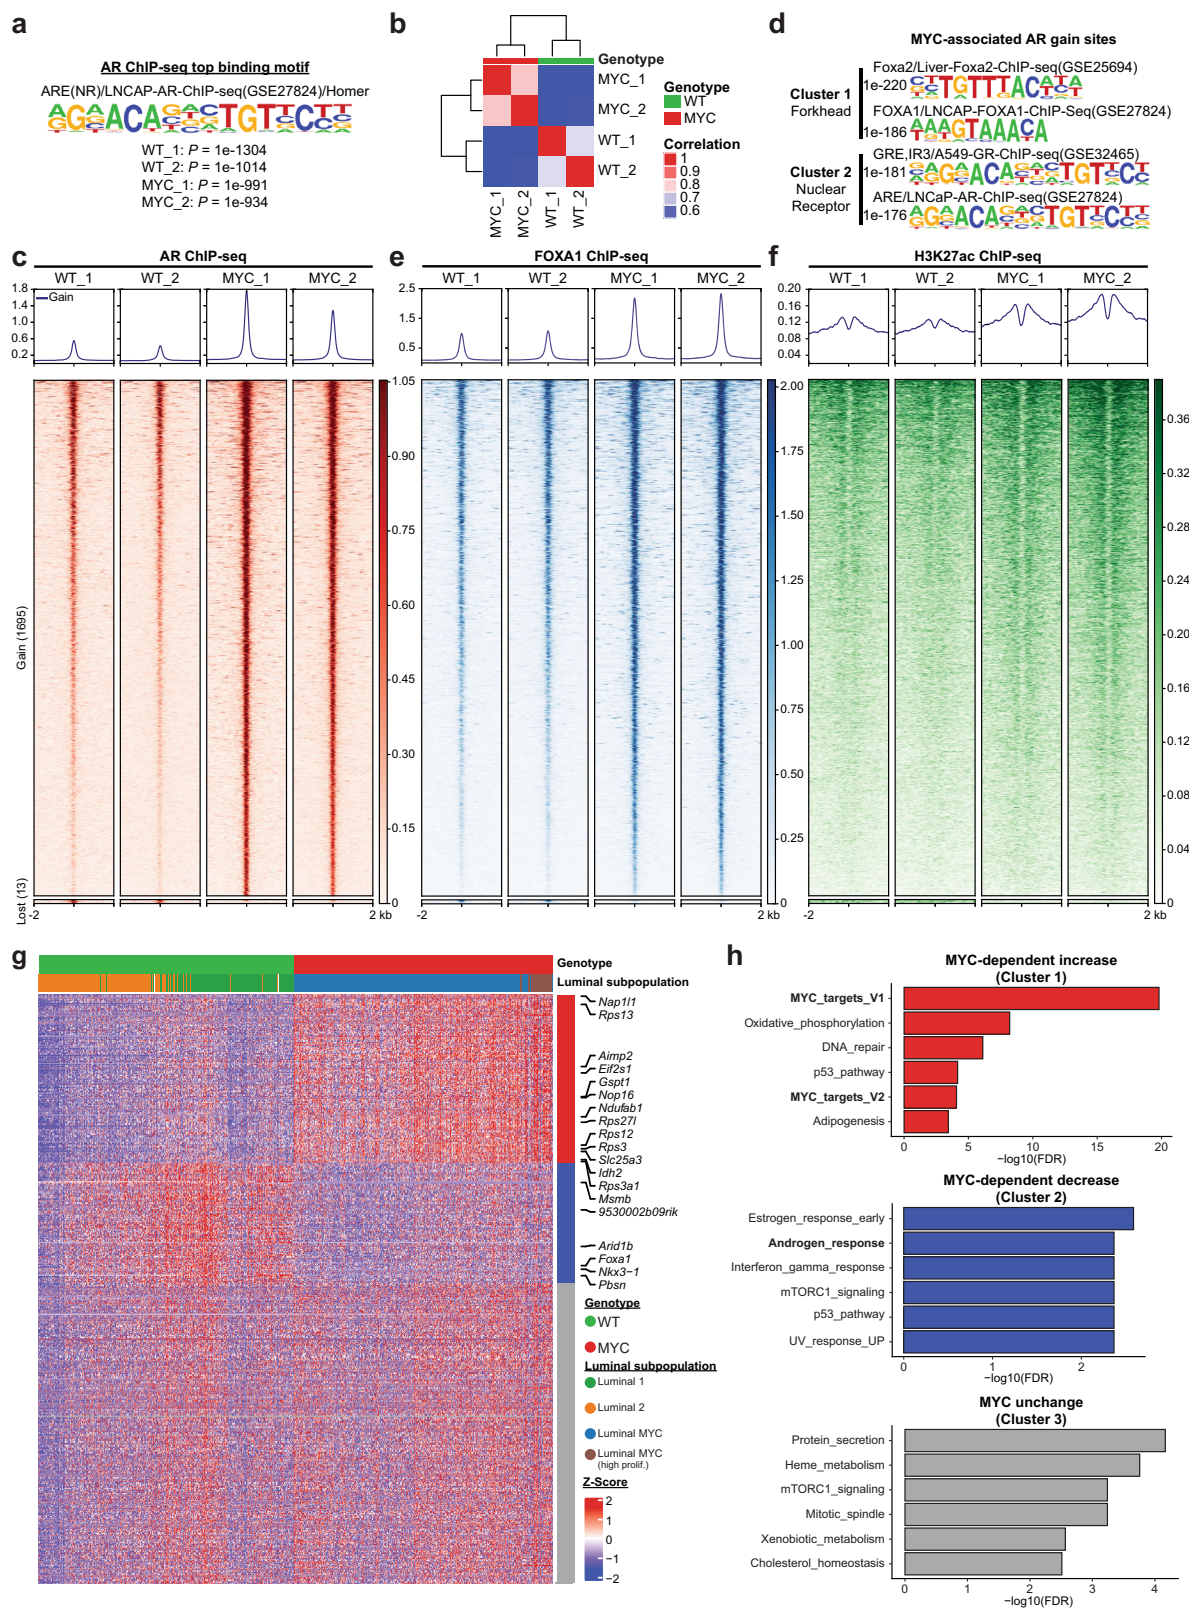 a
AR ChIP-seq top binding motif
ARE(NR)/LNCAP-AR-ChIP-seq(GSE27824)/Homer
WT_1: P = 1e-1304
WT_2: P = 1e-1014
MYC_1: P = 1e-991
MYC_2: P = 1e-934
b
Genotype
MYC_1
MYC_2
WT_1
WT_2
MYC_1
MYC_2
WT_1
WT_2
Genotype
WT
MYC
Correlation
1
0.9
0.8
0.7
0.6
d
MYC-associated AR gain sites
Cluster 1
Forkhead
Foxa2/Liver-Foxa2-ChIP-seq(GSE25694)
1e-220
FOXA1/LNCAP-FOXA1-ChIP-Seq(GSE27824)
1e-186
Cluster 2
Nuclear
Receptor
GRE,IR3/A549-GR-ChIP-seq(GSE32465)
1e-181
ARE/LNCaP-AR-ChIP-seq(GSE27824)
1e-176
c
AR ChIP-seq
WT_1 WT_2 MYC_1 MYC_2
Gain
1.8
1.4
1.0
0.6
0.2
1.05
0.90
0.75
0.60
0.45
0.30
0.15
0
Gain (1695)
Lost (13)
-2 2 kb
e
FOXA1 ChIP-seq
WT_1 WT_2 MYC_1 MYC_2
2.5
1.5
0.5
2.00
1.75
1.50
1.25
1.00
0.75
0.50
0.25
0
-2 2 kb
f
H3K27ac ChIP-seq
WT_1 WT_2 MYC_1 MYC_2
0.20
0.16
0.12
0.08
0.04
0.36
0.32
0.28
0.24
0.20
0.16
0.12
0.08
0.04
0
-2 2 kb
g
Genotype
Luminal subpopulation
Nap1l1
Rps13
Aimp2
Eif2s1
Gspt1
Nop16
Ndufab1
Rps27l
Rps12
Rps3
Slc25a3
Idh2
Rps3a1
Msmb
9530002b09rik
Arid1b
Foxa1
Nkx3−1
Pbsn
Genotype
WT
MYC
Luminal subpopulation
Luminal 1
Luminal 2
Luminal MYC
Luminal MYC
(high prolif.)
Z-Score
2
1
0
−1
−2
h
MYC-dependent increase
(Cluster 1)
MYC_targets_V1
Oxidative_phosphorylation
DNA_repair
p53_pathway
MYC_targets_V2
Adipogenesis
0 5 10 15 20
−log10(FDR)
MYC-dependent decrease
(Cluster 2)
Estrogen_response_early
Androgen_response
Interferon_gamma_response
mTORC1_signaling
p53_pathway
UV_response_UP
0 1 2
−log10(FDR)
MYC unchange
(Cluster 3)
Protein_secretion
Heme_metabolism
mTORC1_signaling
Mitotic_spindle
Xenobiotic_metabolism
Cholesterol_homeostasis
0 1 2 3 4
−log10(FDR)